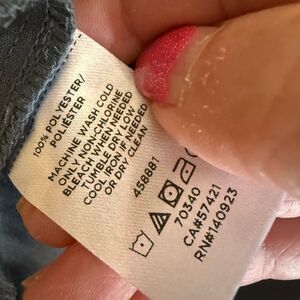 100% POLYESTER/
POLIESTER
MACHINE WASH COLD
ONLY NON-CHLORINE
BLEACH WHEN NEEDED
TUMBLE DRY LOW
COOL IRON IF NEEDED
OR DRY CLEAN
458881
70340
CA#57421
RN#140923